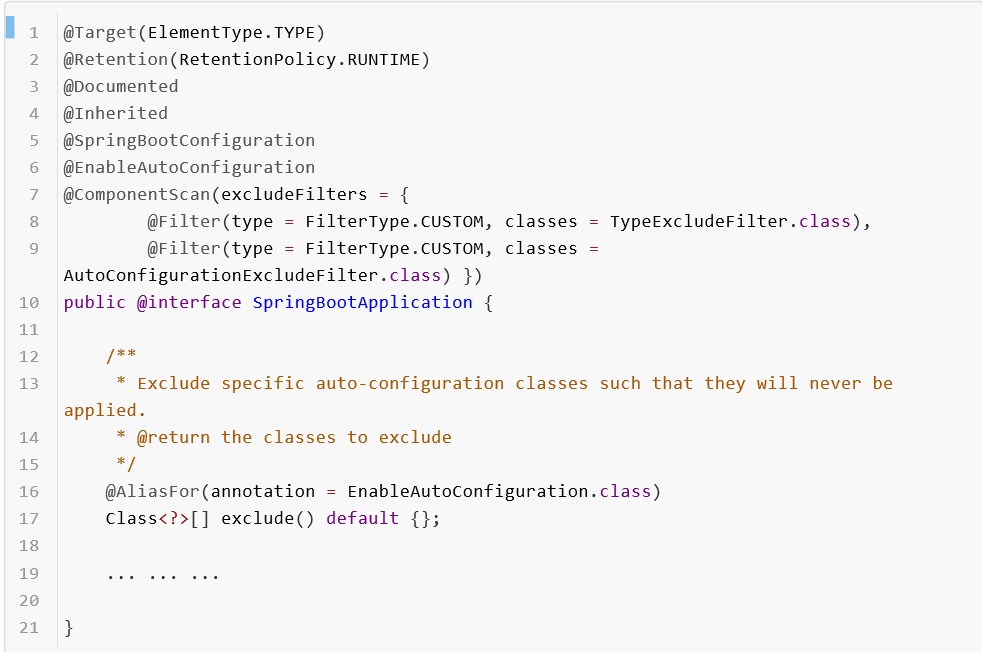 1 @Target(ElementType.TYPE)
2 @Retention(RetentionPolicy.RUNTIME)
3 @Documented
4 @Inherited
5 @SpringBootConfiguration
6 @EnableAutoConfiguration
7 @ComponentScan(excludeFilters = {
8         @Filter(type = FilterType.CUSTOM, classes = TypeExcludeFilter.class),
9         @Filter(type = FilterType.CUSTOM, classes =
AutoConfigurationExcludeFilter.class) })
10 public @interface SpringBootApplication {
11
12     /**
13      * Exclude specific auto-configuration classes such that they will never be
applied.
14      * @return the classes to exclude
15      */
16     @AliasFor(annotation = EnableAutoConfiguration.class)
17     Class<?>[] exclude() default {};
18
19     ... ... ...
20
21 }